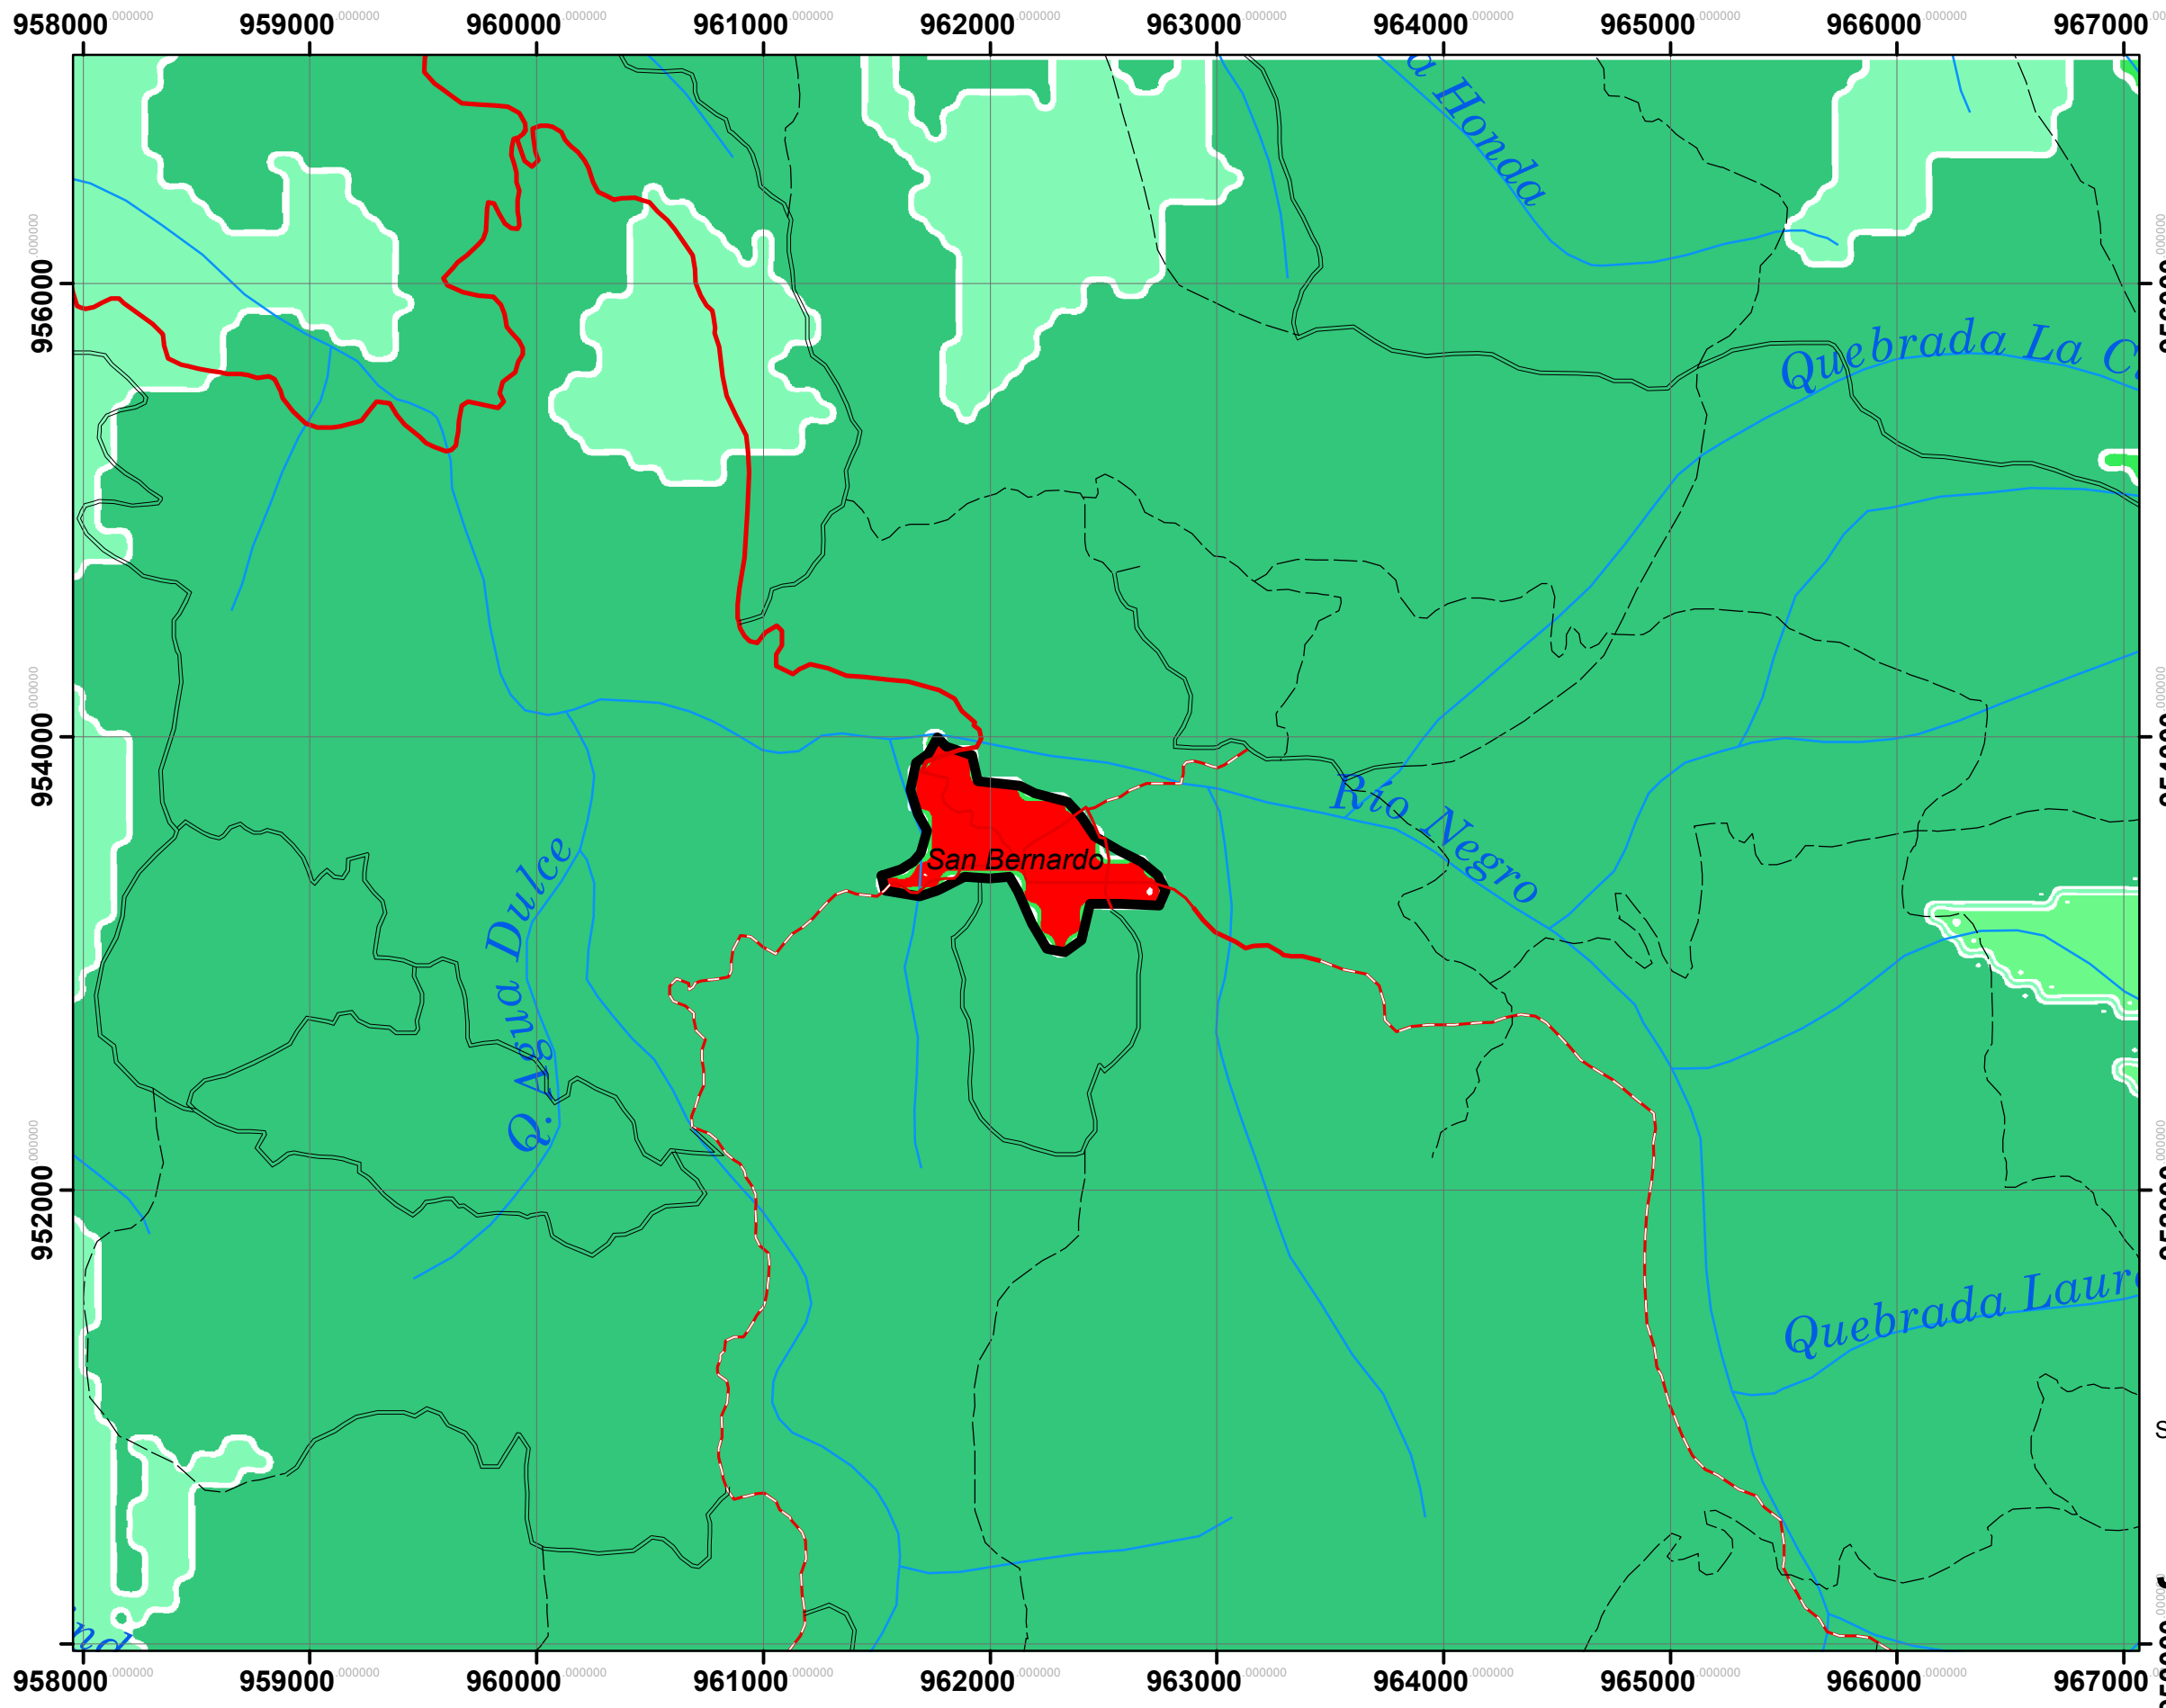 958000.000000 959000.000000 960000.000000 961000.000000 962000.000000 963000.000000 964000.000000 965000.000000 966000.000000 967000
a Honda
956000.000000
Quebrada La C
954000.000000
Río Negro
San Bernardo
Q. Agua Dulce
952000.000000
Quebrada Laur
S
nd
958000.000000 959000.000000 960000.000000 961000.000000 962000.000000 963000.000000 964000.000000 965000.000000 966000.000000 967000